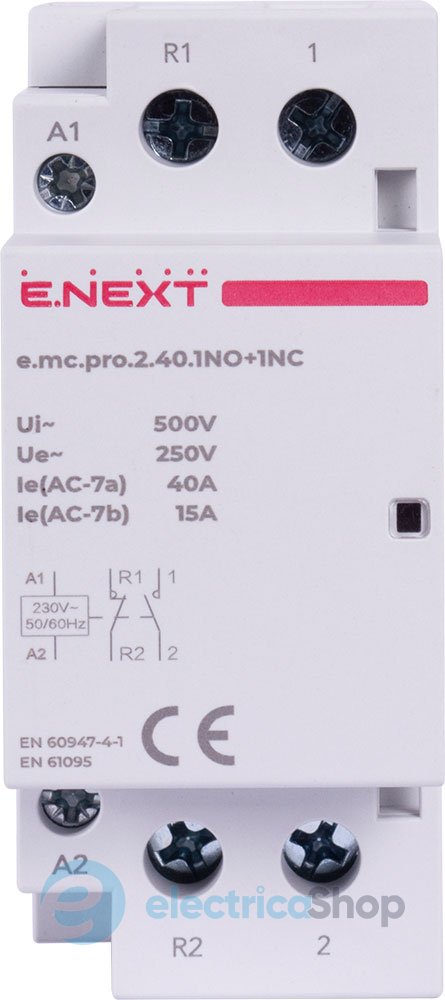 R1 1
A1
E.NEXT
e.mc.pro.2.40.1NO+1NC
Ui~ 500V
Ue~ 250V
Ie(AC-7a) 40A
Ie(AC-7b) 15A
A1 R1 1
230V~
50/60Hz
A2 R2 2
EN 60947-4-1
EN 61095
CE
A2
electricaShop
R2 2